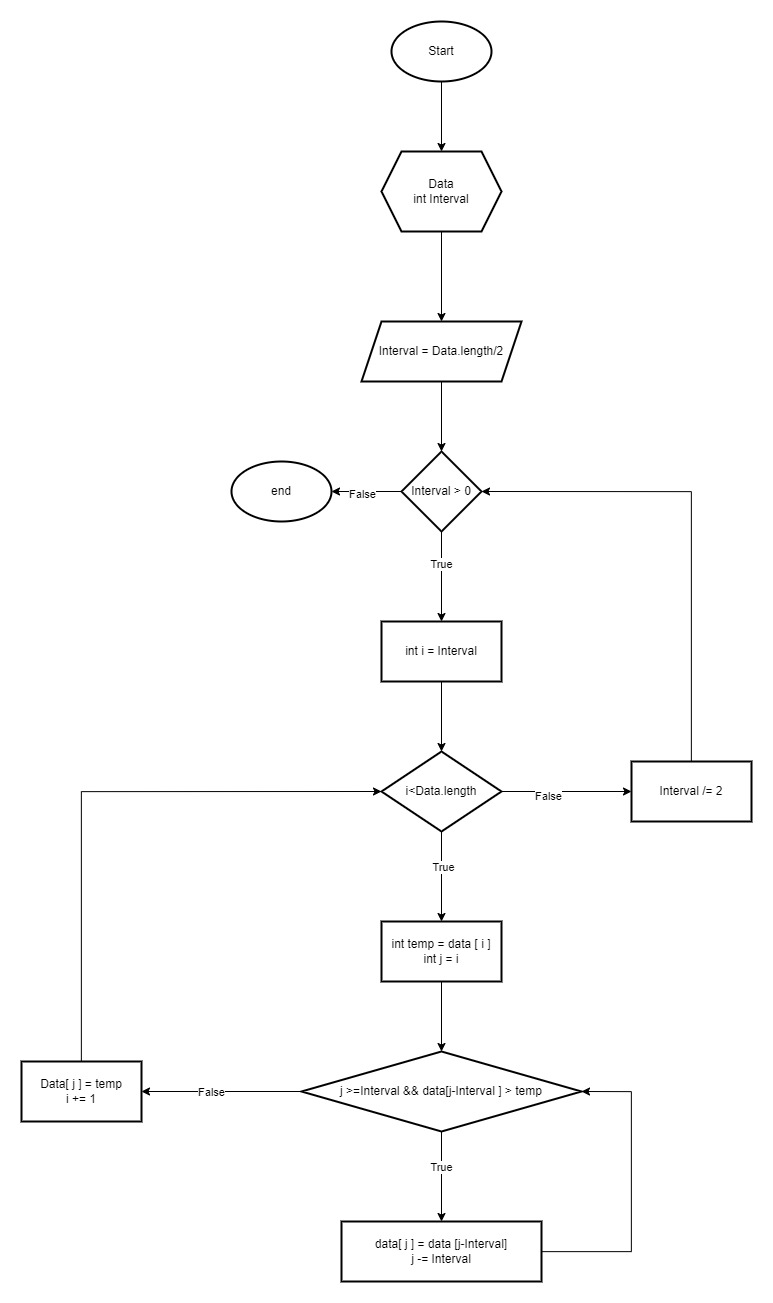 Start
Data
int Interval
Interval = Data.length/2
Interval > 0
False
end
True
int i = Interval
i<Data.length
False
Interval /= 2
True
int temp = data [ i ]
int j = i
j >=Interval && data[j-Interval ] > temp
False
Data[ j ] = temp
i += 1
True
data[ j ] = data [j-Interval]
j -= Interval